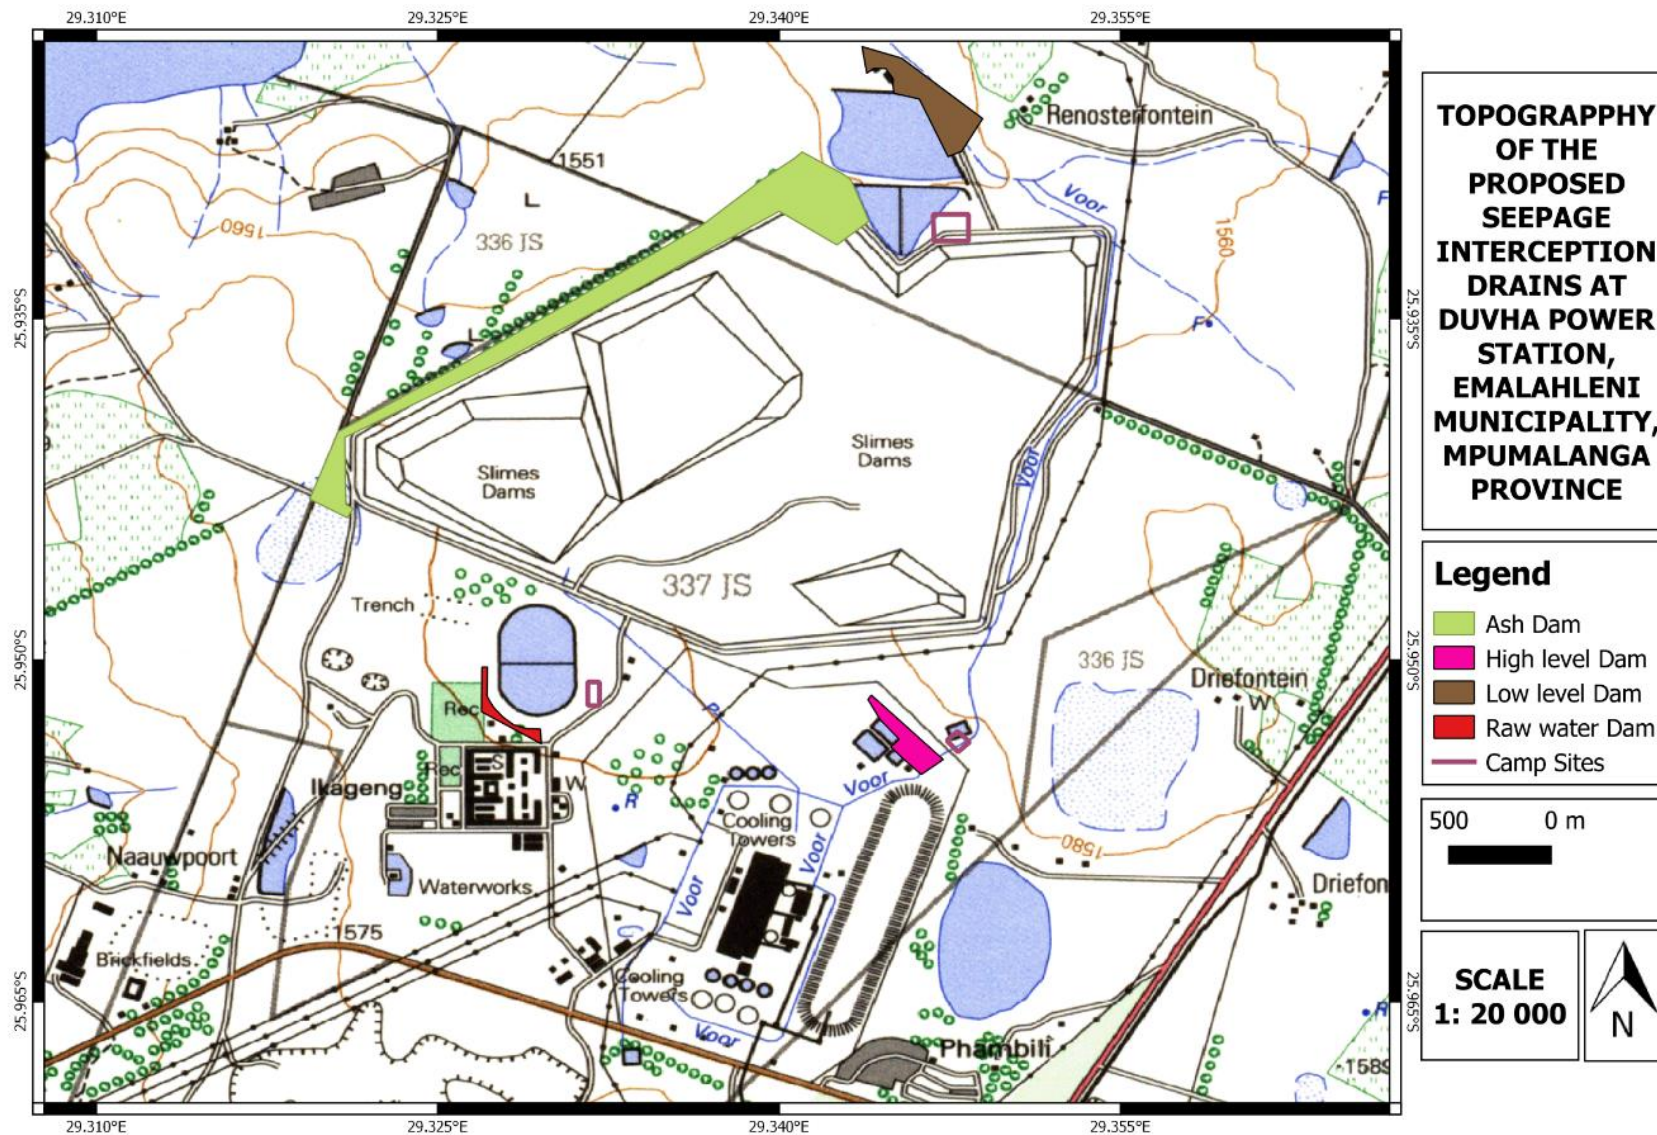 29.310°E
29.325°E
29.340°E
29.355°E
25.935°S
25.950°S
25.965°S
25.935°S
25.950°S
25.965°S
29.310°E
29.325°E
29.340°E
29.355°E
Renosterfontein
1551
Voor
F
L
1560
336 JS
1560
F
L
Slimes
Dams
Slimes
Dams
Voor
337 JS
Trench
336 JS
Driefontein
W
Rec
Rec
S
W
Ikageng
R
Voor
Cooling
Towers
Voor
1580
Naauwpoort
Waterworks
Voor
Driefon
1575
Brickfields
Cooling
Towers
Voor
R
Phambili
1589
TOPOGRAPPHY
OF THE
PROPOSED
SEEPAGE
INTERCEPTION
DRAINS AT
DUVHA POWER
STATION,
EMALAHLENI
MUNICIPALITY,
MPUMALANGA
PROVINCE
Legend
Ash Dam
High level Dam
Low level Dam
Raw water Dam
Camp Sites
500 0 m
SCALE
1: 20 000
N